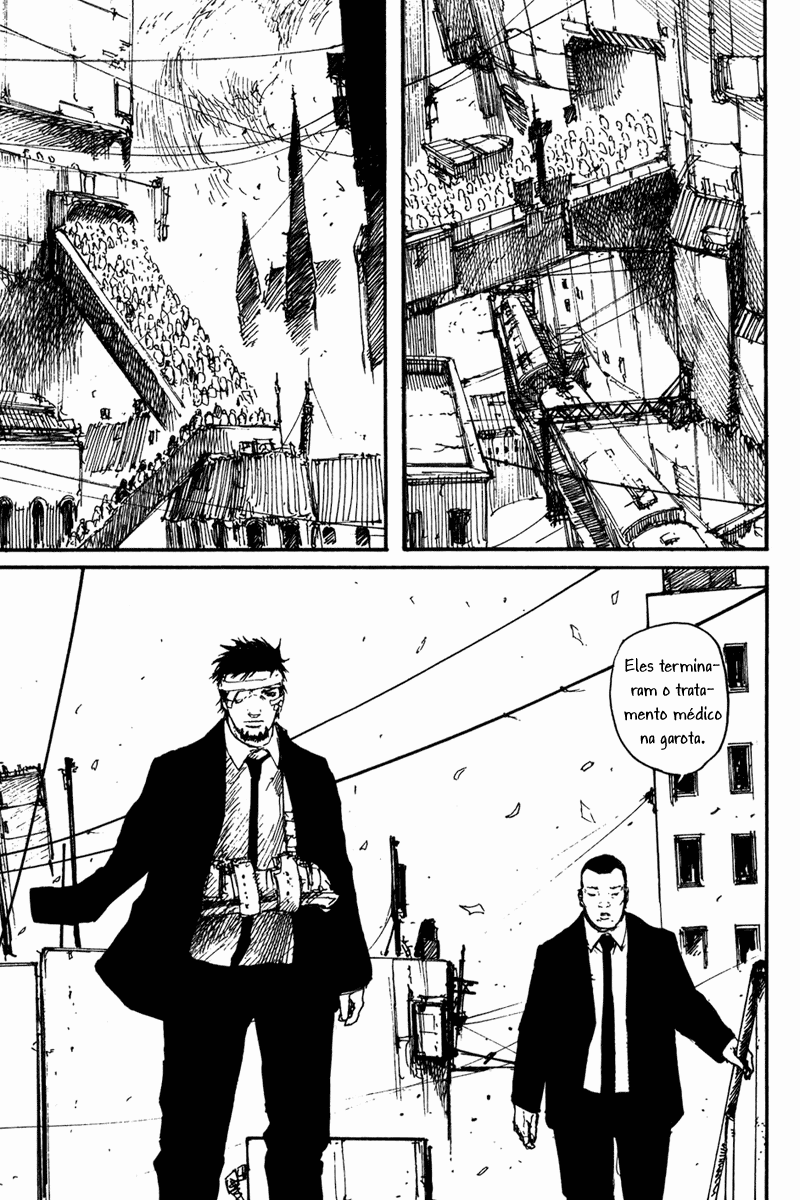 Eles termina-
ram o trata-
mento médico
na garota.